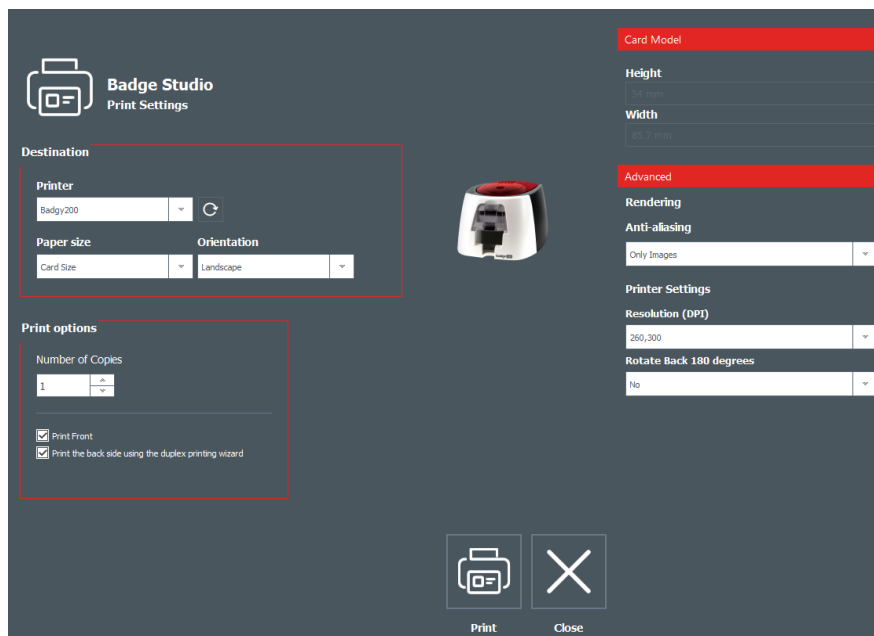 Badge Studio
Print Settings
Destination
Printer
Badgy200
Paper size
Orientation
Card Size
Landscape
Print options
Number of Copies
1
Print Front
Print the back side using the duplex printing wizard
Card Model
Height
54 mm
Width
85.7 mm
Advanced
Rendering
Anti-aliasing
Only Images
Printer Settings
Resolution (DPI)
260,300
Rotate Back 180 degrees
No
Print
Close